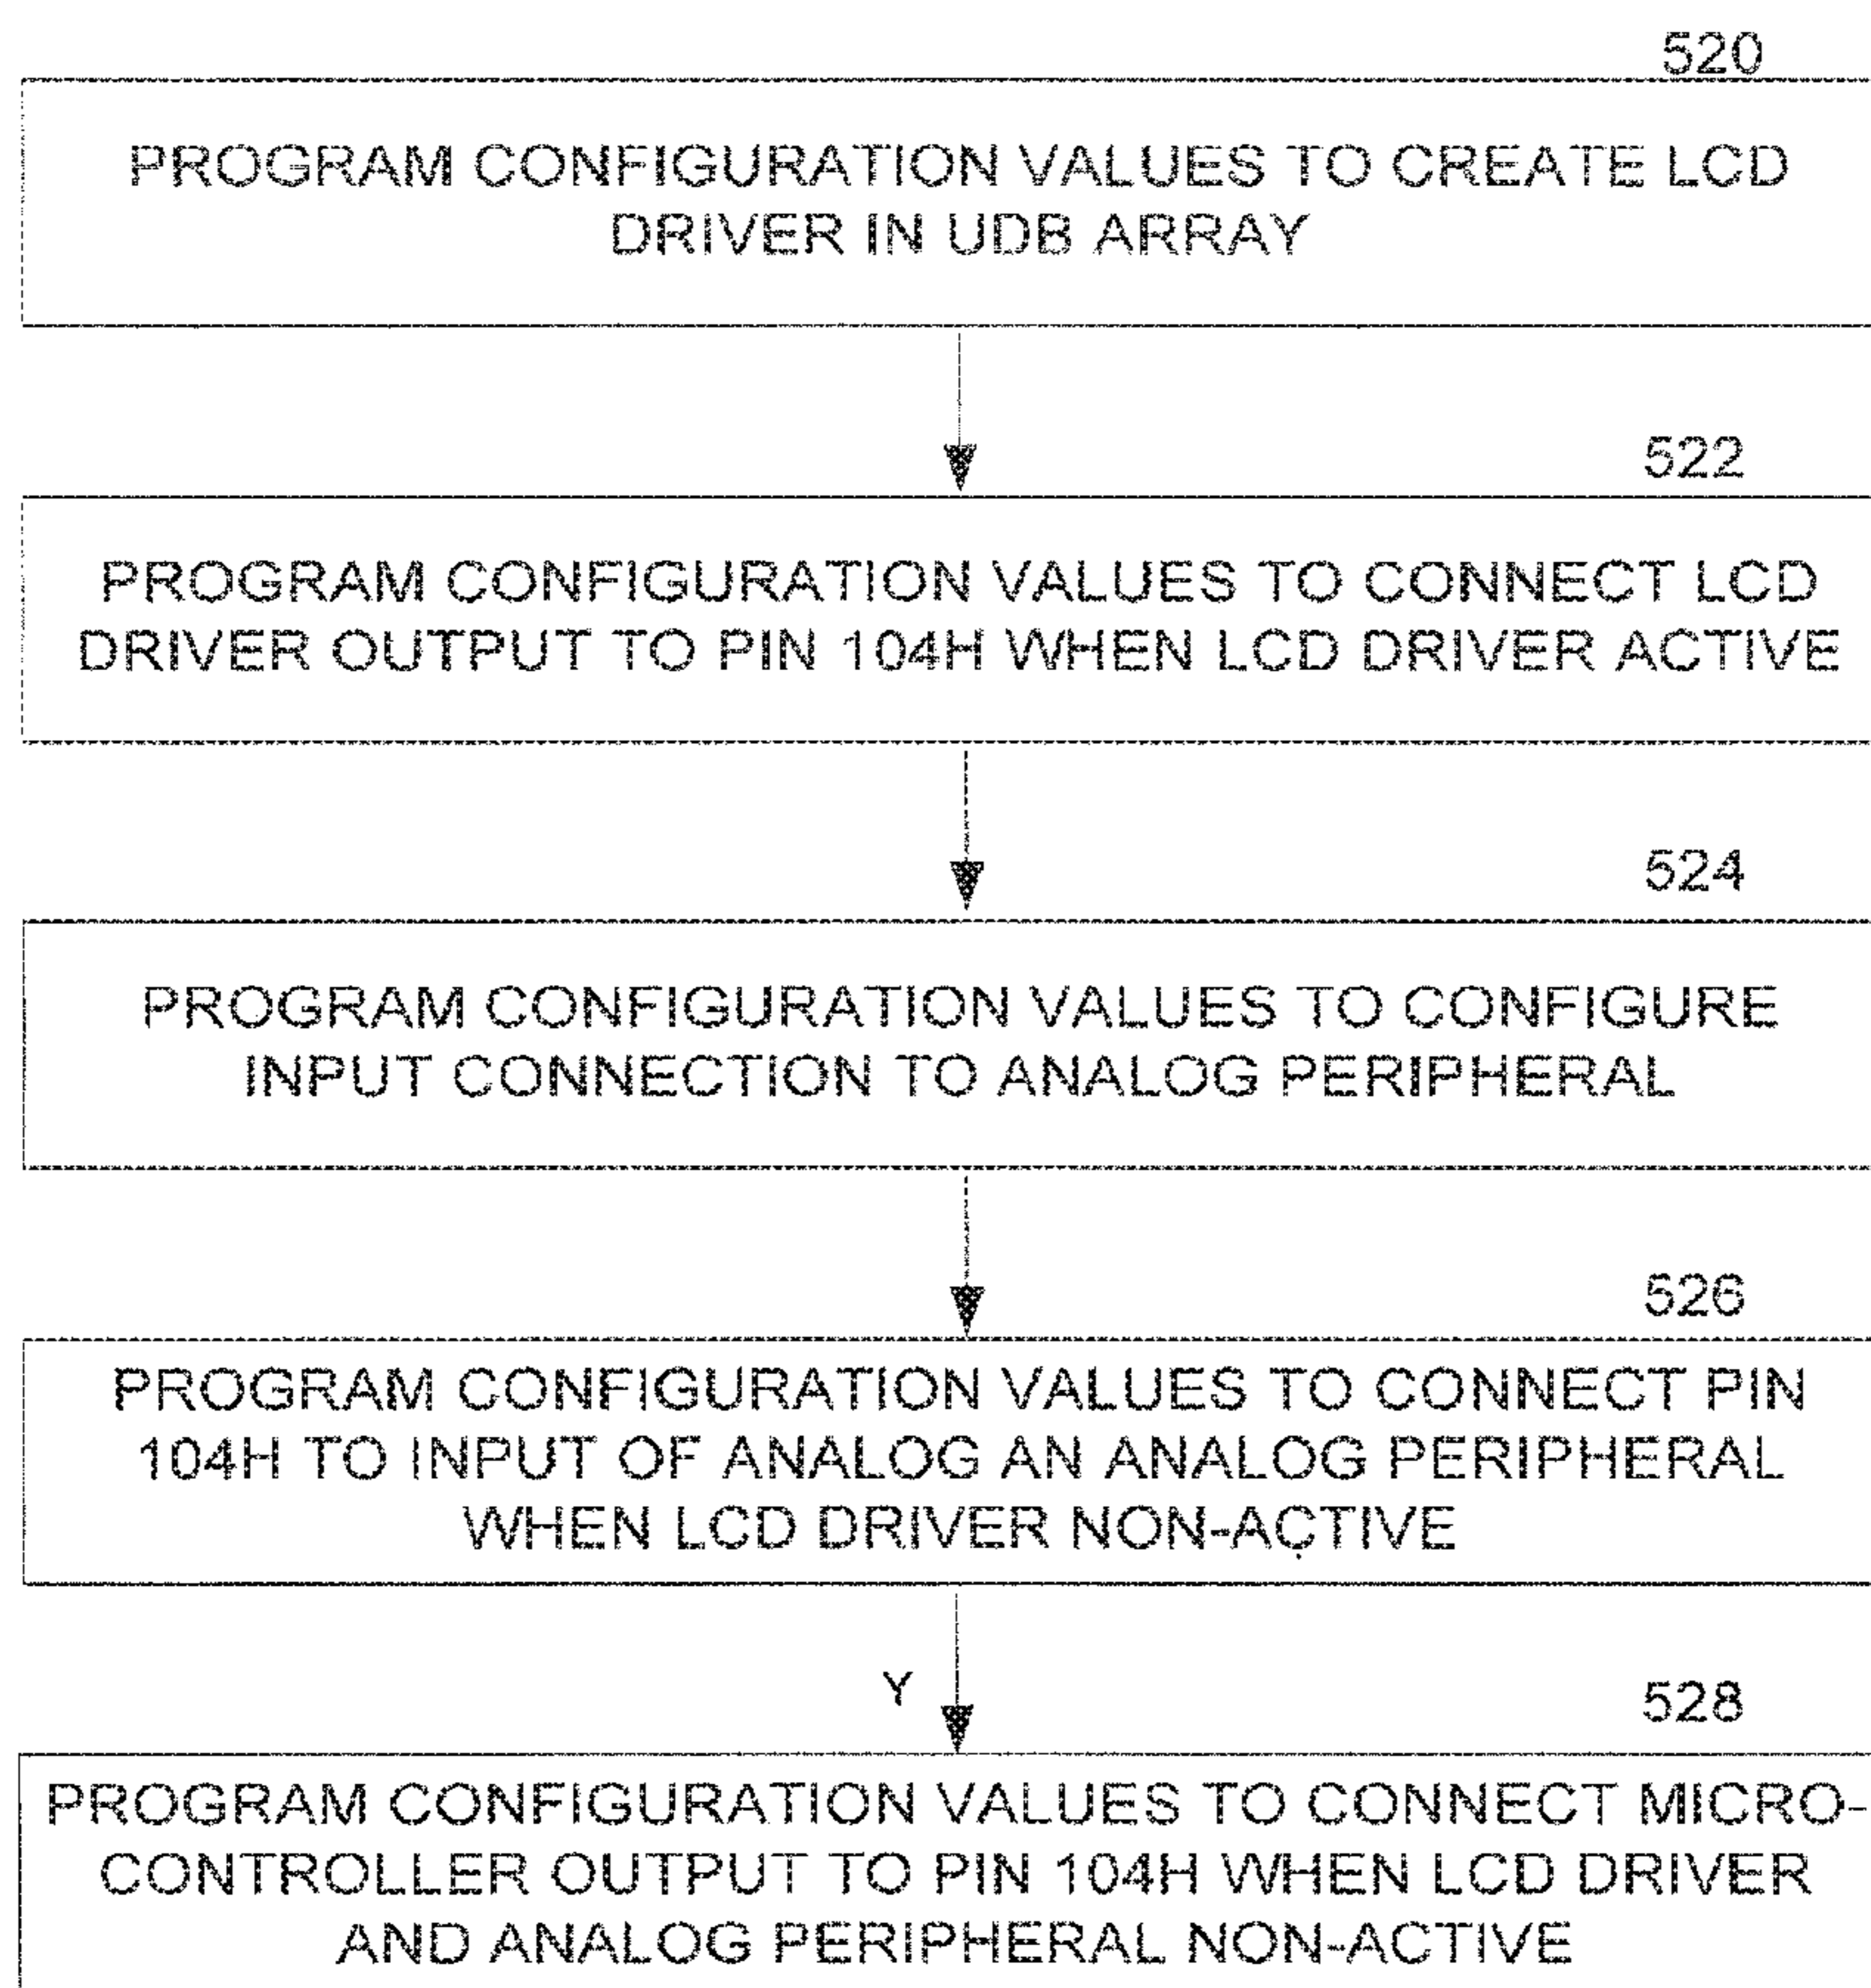 520
PROGRAM CONFIGURATION VALUES TO CREATE LCD
DRIVER IN UDB ARRAY
522
PROGRAM CONFIGURATION VALUES TO CONNECT LCD
DRIVER OUTPUT TO PIN 104H WHEN LCD DRIVER ACTIVE
524
PROGRAM CONFIGURATION VALUES TO CONFIGURE
INPUT CONNECTION TO ANALOG PERIPHERAL
526
PROGRAM CONFIGURATION VALUES TO CONNECT PIN
104H TO INPUT OF ANALOG AN ANALOG PERIPHERAL
WHEN LCD DRIVER NON-ACTIVE
Y
528
PROGRAM CONFIGURATION VALUES TO CONNECT MICRO-
CONTROLLER OUTPUT TO PIN 104H WHEN LCD DRIVER
AND ANALOG PERIPHERAL NON-ACTIVE